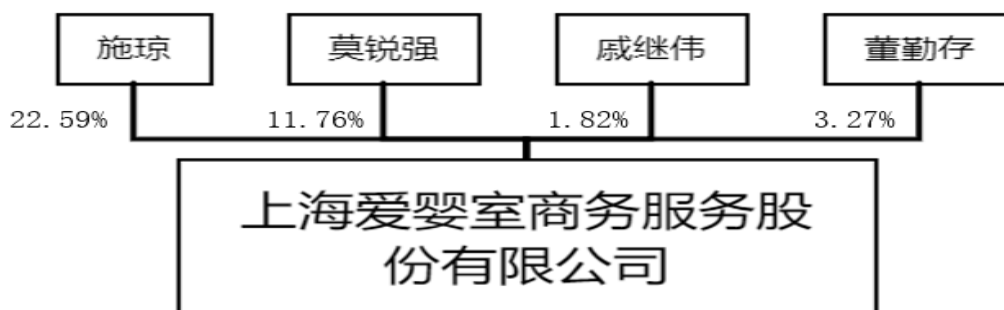 施琼 莫锐强 戚继伟 董勤存
22.59% 11.76% 1.82% 3.27%
上海爱婴室商务服务股
份有限公司